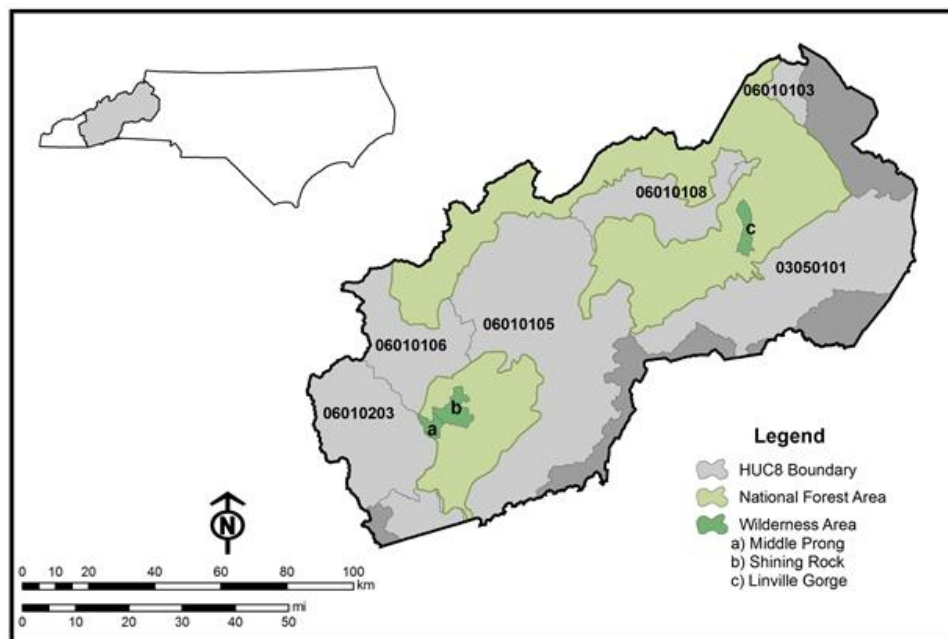 06010103
06010108
c
03050101
06010105
06010106
06010203
b
a
Legend
HUC8 Boundary
National Forest Area
Wilderness Area
a) Middle Prong
b) Shining Rock
c) Linville Gorge
N
0 10 20 40 60 80 100
km
0 10 20 30 40 50
mi